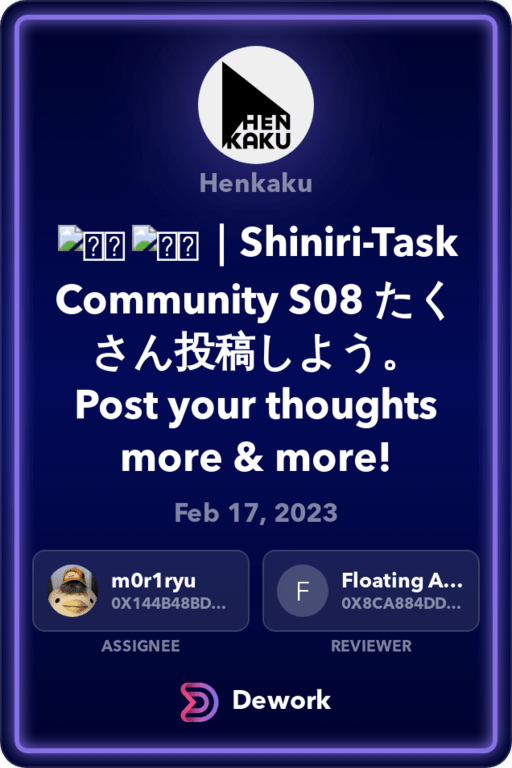 HEN
KAKU
Henkaku
| Shiniri-Task
Community S08 たく
さん投稿しよう。
Post your thoughts
more & more!
Feb 17, 2023
m0r1ryu
0X144B48BD...
Floating A...
0X8CA884DD...
F
ASSIGNEE
REVIEWER
Dework